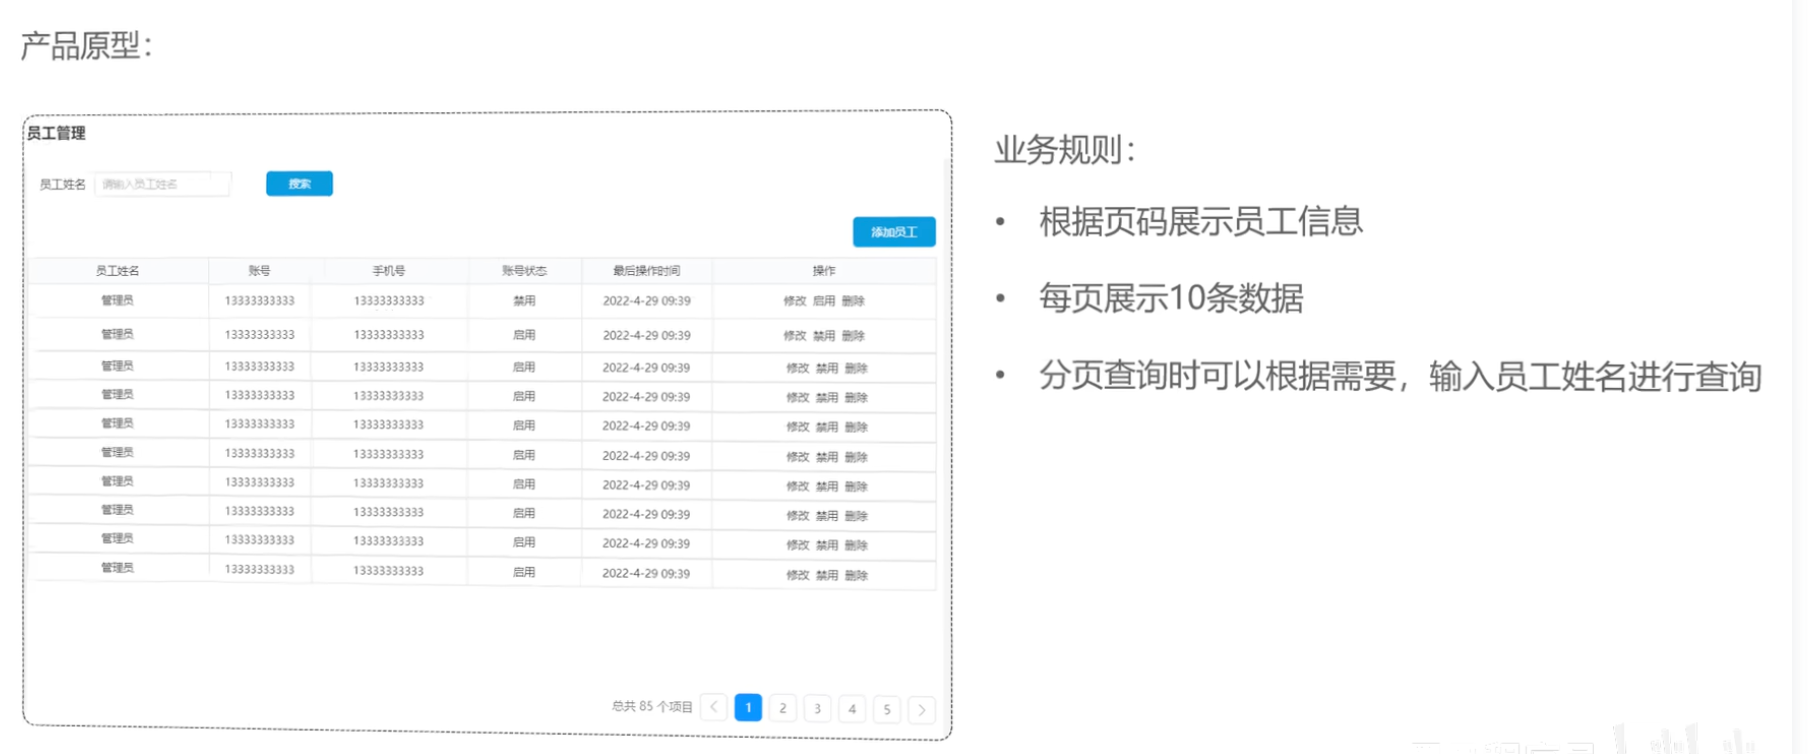 产品原型：
员工管理
员工姓名 请输入员工姓名 搜索
添加员工
员工姓名 账号 手机号 账号状态 最后操作时间 操作
管理员 13333333333 13333333333 禁用 2022-4-29 09:39 修改 启用 删除
管理员 13333333333 13333333333 启用 2022-4-29 09:39 修改 禁用 删除
管理员 13333333333 13333333333 启用 2022-4-29 09:39 修改 禁用 删除
管理员 13333333333 13333333333 启用 2022-4-29 09:39 修改 禁用 删除
管理员 13333333333 13333333333 启用 2022-4-29 09:39 修改 禁用 删除
管理员 13333333333 13333333333 启用 2022-4-29 09:39 修改 禁用 删除
管理员 13333333333 13333333333 启用 2022-4-29 09:39 修改 禁用 删除
管理员 13333333333 13333333333 启用 2022-4-29 09:39 修改 禁用 删除
管理员 13333333333 13333333333 启用 2022-4-29 09:39 修改 禁用 删除
管理员 13333333333 13333333333 启用 2022-4-29 09:39 修改 禁用 删除
总共 85 个项目 < 1 2 3 4 5 >
业务规则：
• 根据页码展示员工信息
• 每页展示10条数据
• 分页查询时可以根据需要，输入员工姓名进行查询